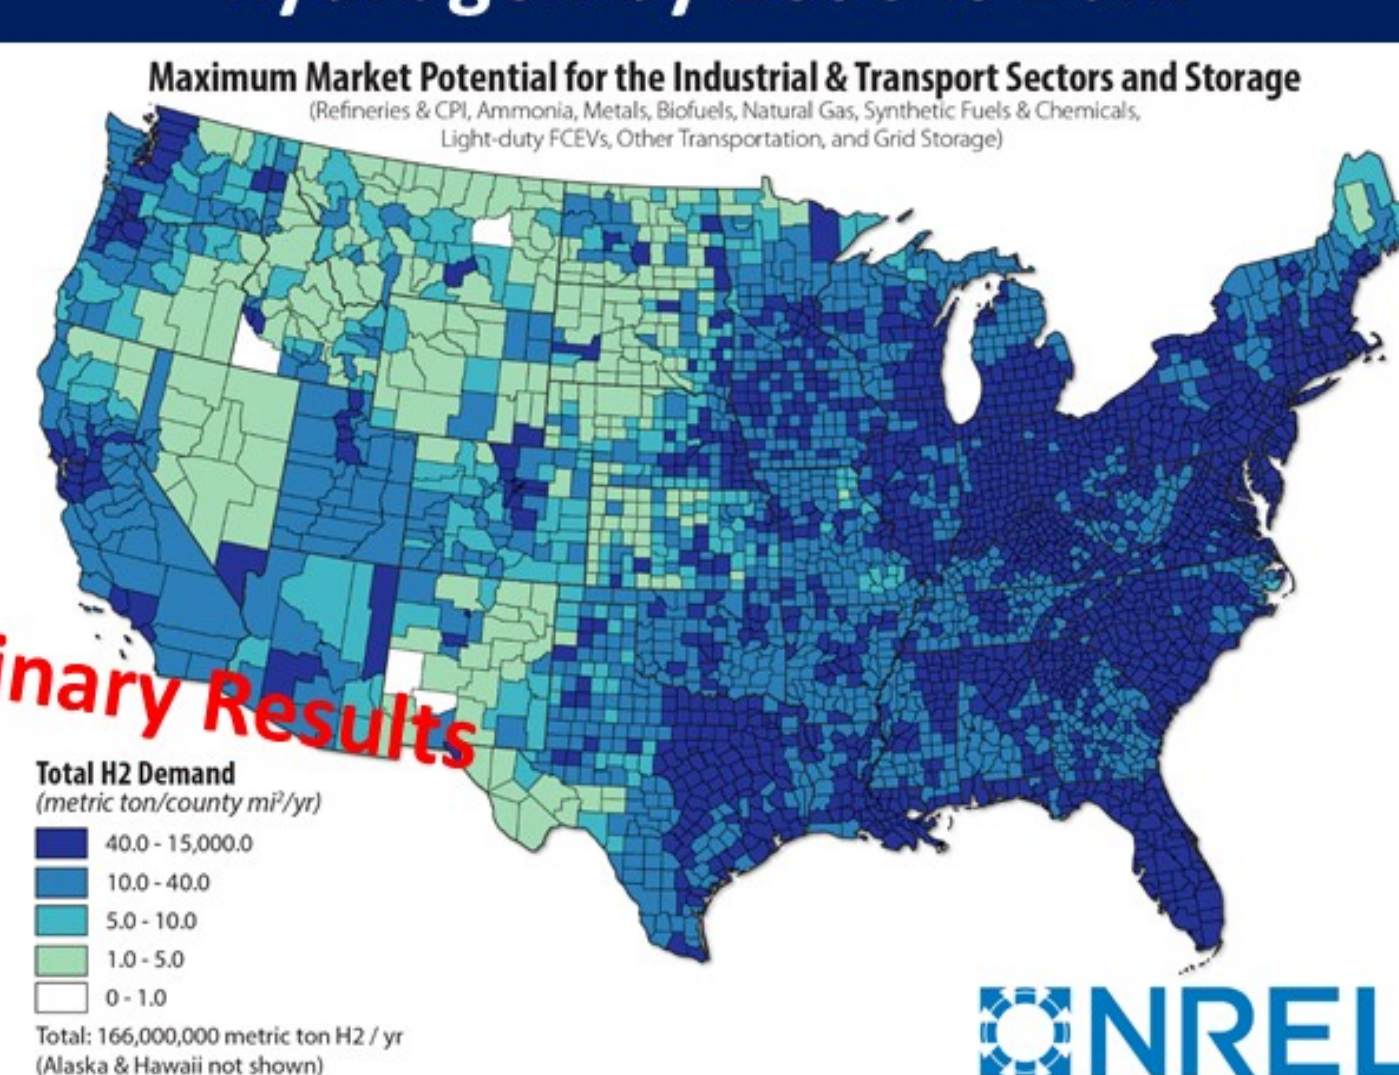 Maximum Market Potential for the Industrial & Transport Sectors and Storage
(Refineries & CPI, Ammonia, Metals, Biofuels, Natural Gas, Synthetic Fuels & Chemicals,
Light-duty FCEVs, Other Transportation, and Grid Storage)
inary Results
Total H2 Demand
(metric ton/county mi²/yr)
40.0 - 15,000.0
10.0 - 40.0
5.0 - 10.0
1.0 - 5.0
0 - 1.0
Total: 166,000,000 metric ton H2 / yr
(Alaska & Hawaii not shown)
NREL